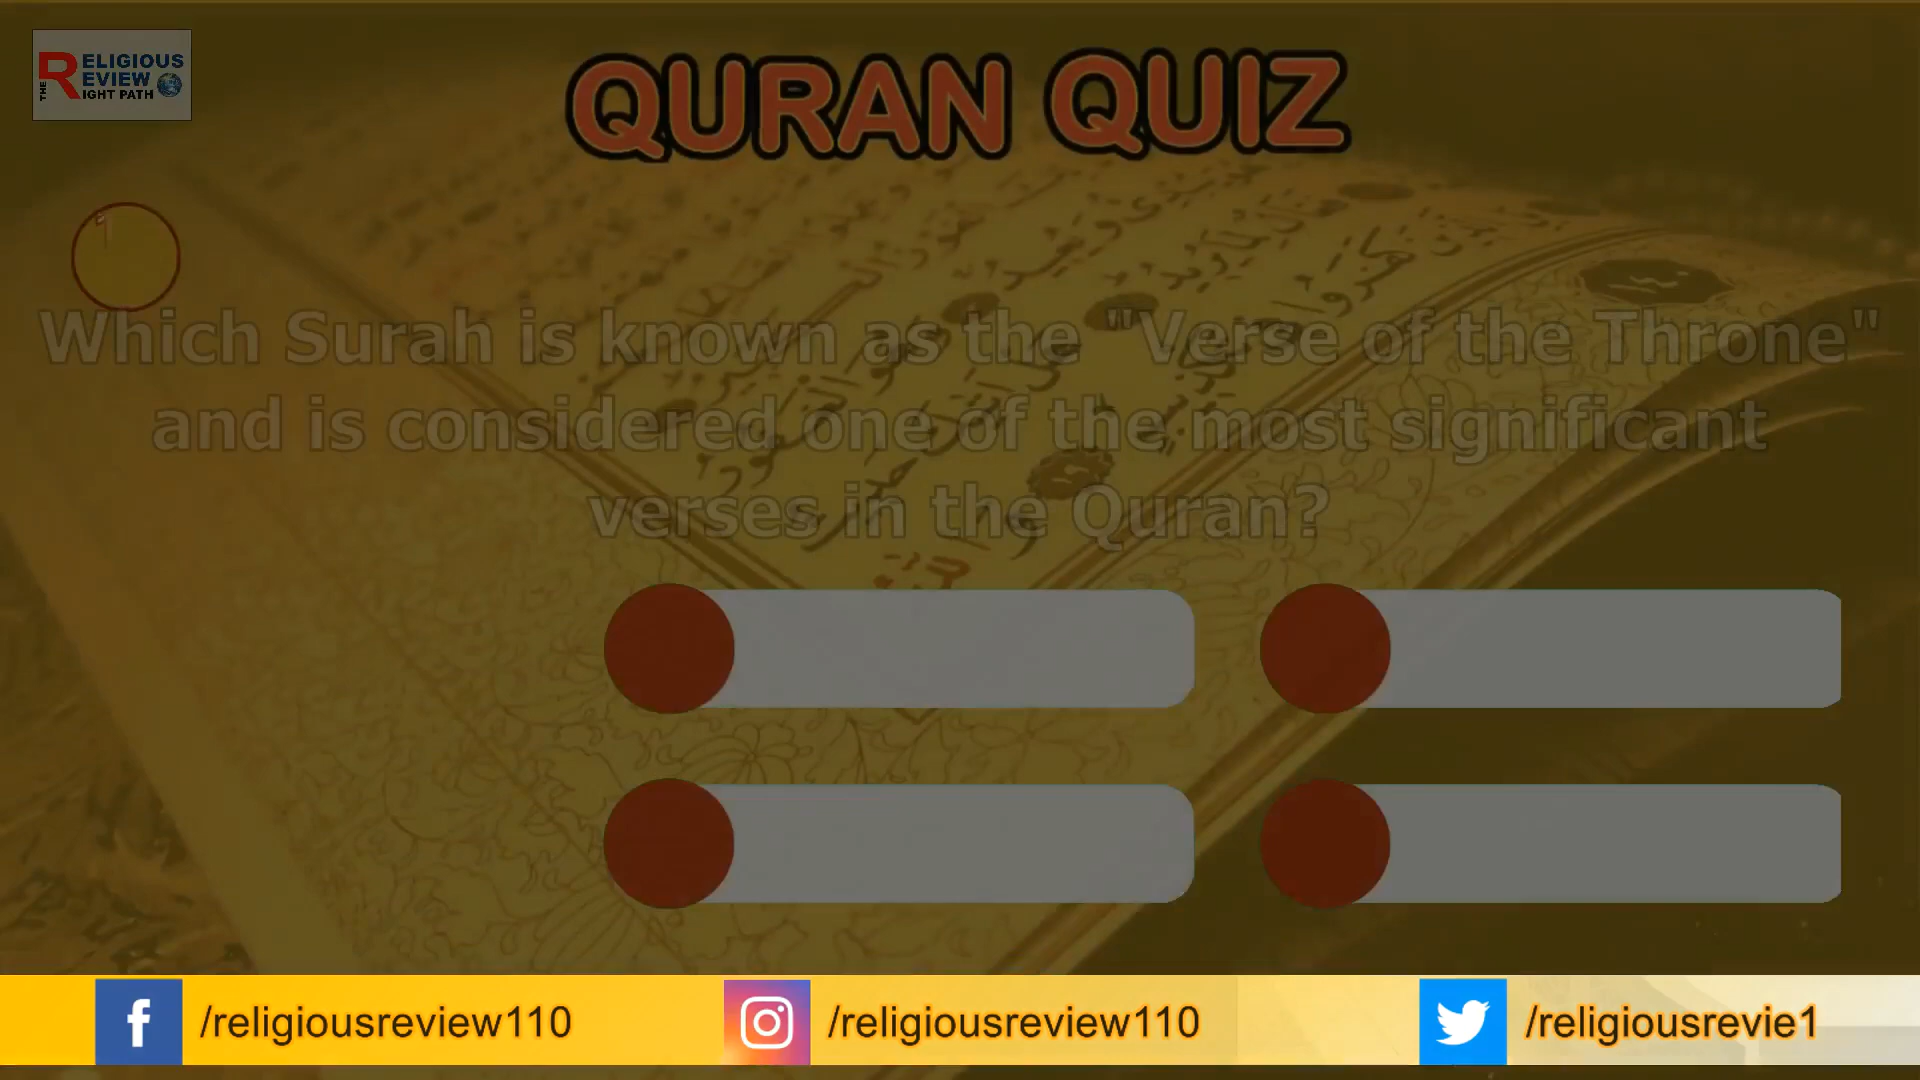 THE RELIGIOUS
REVIEW
RIGHT PATH
QURAN QUIZ
1
Which Surah is known as the "Verse of the Throne"
and is considered one of the most significant
verses in the Quran?
/religiousreview110
/religiousreview110
/religiousrevie1